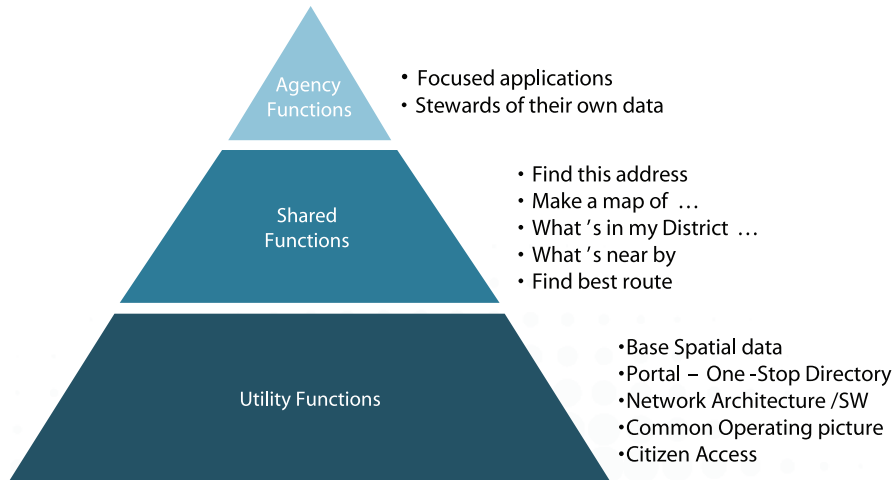 Agency
Functions
• Focused applications
• Stewards of their own data
Shared
Functions
• Find this address
• Make a map of …
• What 's in my District …
• What 's near by
• Find best route
Utility Functions
•Base Spatial data
•Portal – One -Stop Directory
•Network Architecture /SW
•Common Operating picture
•Citizen Access